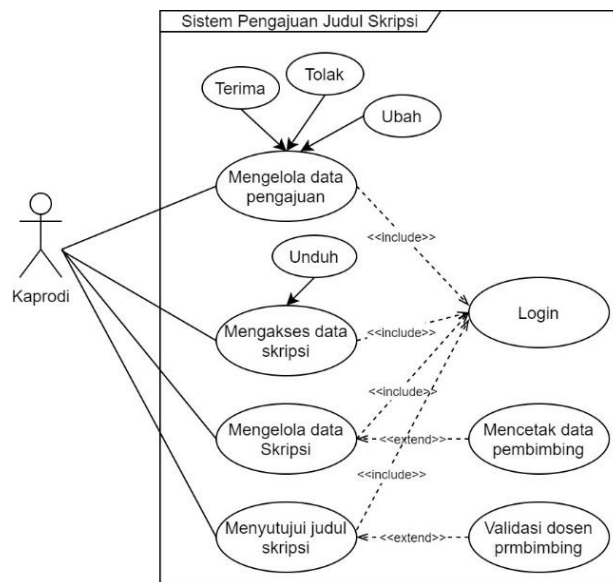 Sistem Pengajuan Judul Skripsi
Tolak
Terima
Ubah
Mengelola data
pengajuan
<<include>>
Kaprodi
Unduh
Mengakses data
skripsi
<<include>>
Login
<<include>>
Mengelola data
Skripsi
<<extend>>
Mencetak data
pembimbing
<<include>>
Menyutujui judul
skripsi
<<extend>>
Validasi dosen
prmbimbing